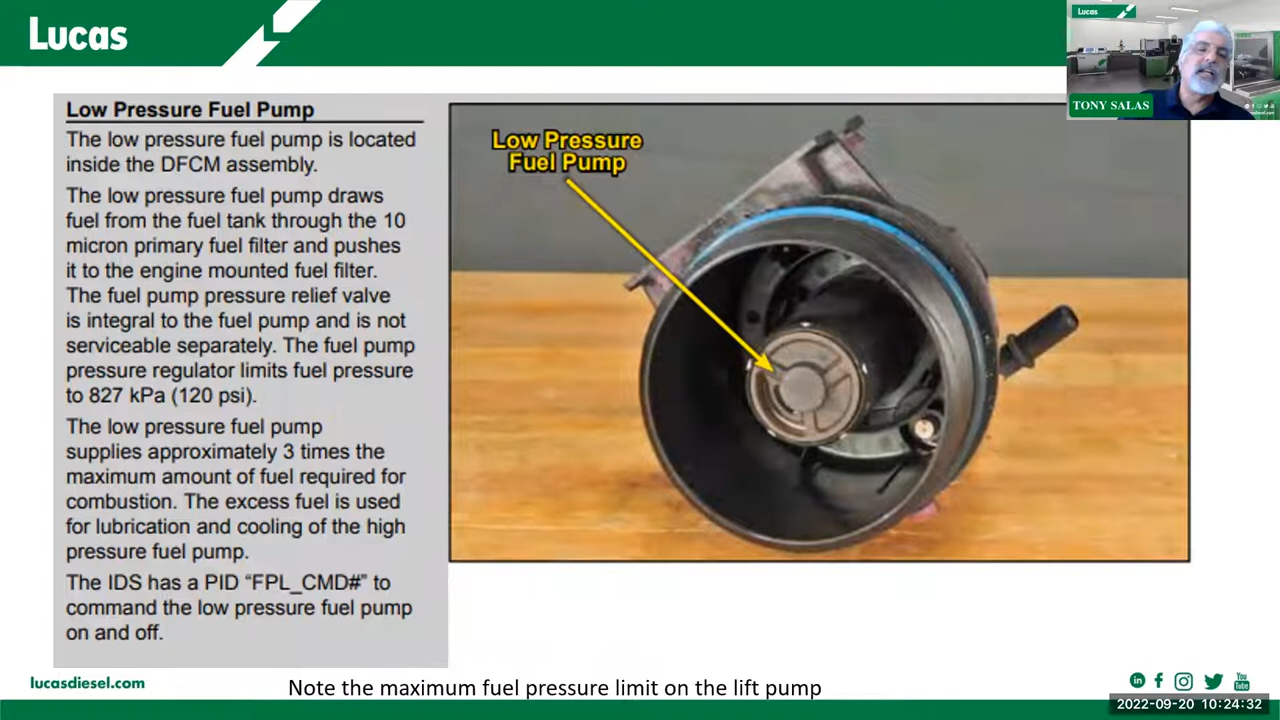 Lucas
Lucas
TONY SALAS
Low Pressure Fuel Pump
The low pressure fuel pump is located
inside the DFCM assembly.
The low pressure fuel pump draws
fuel from the fuel tank through the 10
micron primary fuel filter and pushes
it to the engine mounted fuel filter.
The fuel pump pressure relief valve
is integral to the fuel pump and is not
serviceable separately. The fuel pump
pressure regulator limits fuel pressure
to 827 kPa (120 psi).
The low pressure fuel pump
supplies approximately 3 times the
maximum amount of fuel required for
combustion. The excess fuel is used
for lubrication and cooling of the high
pressure fuel pump.
The IDS has a PID “FPL_CMD#” to
command the low pressure fuel pump
on and off.
Low Pressure
Fuel Pump
lucasdiesel.com
Note the maximum fuel pressure limit on the lift pump
in
f
You
Tube
2022-09-20 10:24:32